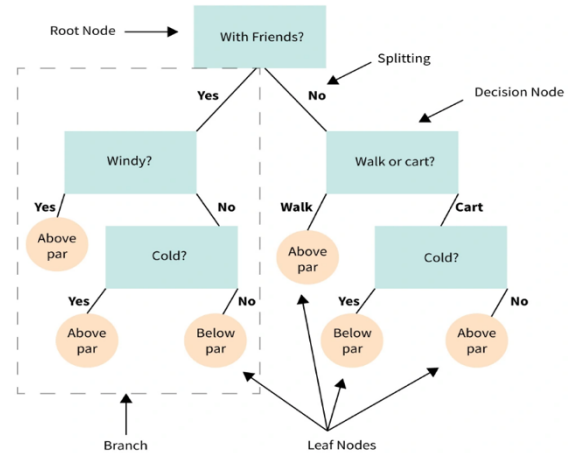 Root Node
With Friends?
Splitting
Yes
No
Decision Node
Windy?
Walk or cart?
Yes
No
Walk
Cart
Above
par
Cold?
Above
par
Cold?
Yes
No
Yes
No
Above
par
Below
par
Below
par
Above
par
Branch
Leaf Nodes